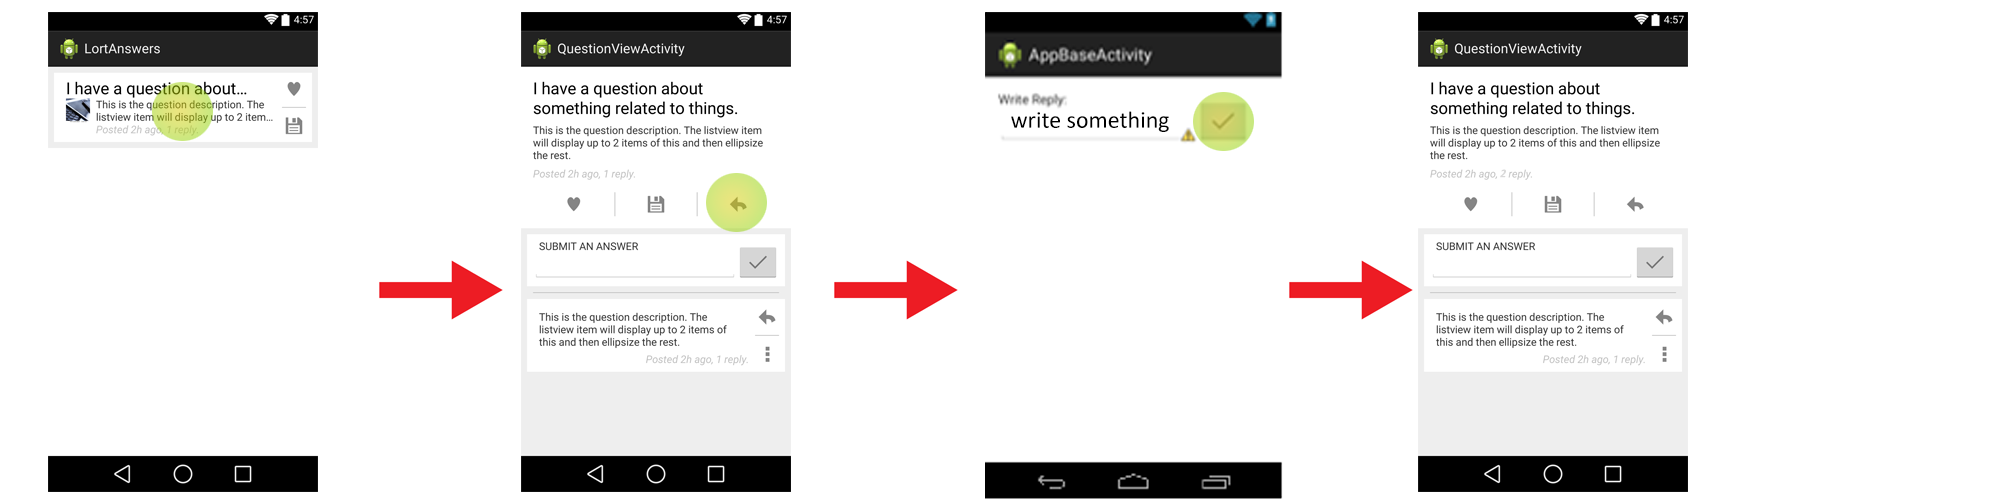 4:57
LortAnswers
I have a question about...
This is the question description. The
listview item will display up to 2 item...
Posted 2h ago, 1 reply.
4:57
QuestionViewActivity
I have a question about
something related to things.
This is the question description. The listview item
will display up to 2 items of this and then ellipsize
the rest.
Posted 2h ago, 1 reply.
SUBMIT AN ANSWER
This is the question description. The
listview item will display up to 2 items of
this and then ellipsize the rest.
Posted 2h ago, 1 reply.
AppBaseActivity
Write Reply:
write something
4:57
QuestionViewActivity
I have a question about
something related to things.
This is the question description. The listview item
will display up to 2 items of this and then ellipsize
the rest.
Posted 2h ago, 2 reply.
SUBMIT AN ANSWER
This is the question description. The
listview item will display up to 2 items of
this and then ellipsize the rest.
Posted 2h ago, 1 reply.